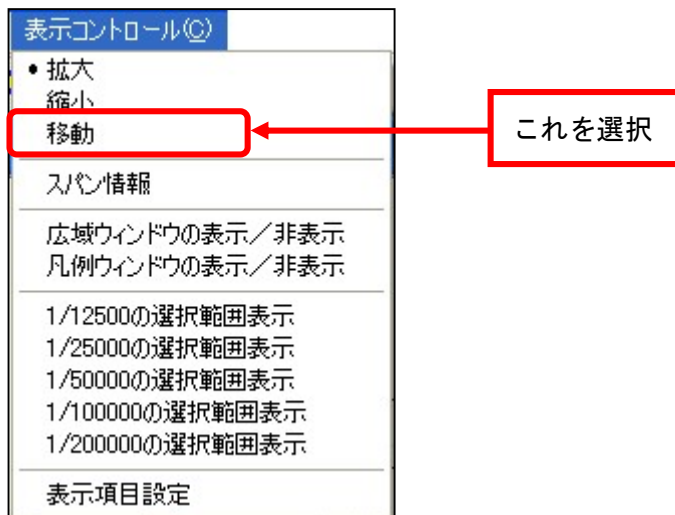 表示コントロール(C)
• 拡大
縮小
移動
これを選択
スパン情報
広域ウィンドウの表示／非表示
凡例ウィンドウの表示／非表示
1/12500の選択範囲表示
1/25000の選択範囲表示
1/50000の選択範囲表示
1/100000の選択範囲表示
1/200000の選択範囲表示
表示項目設定